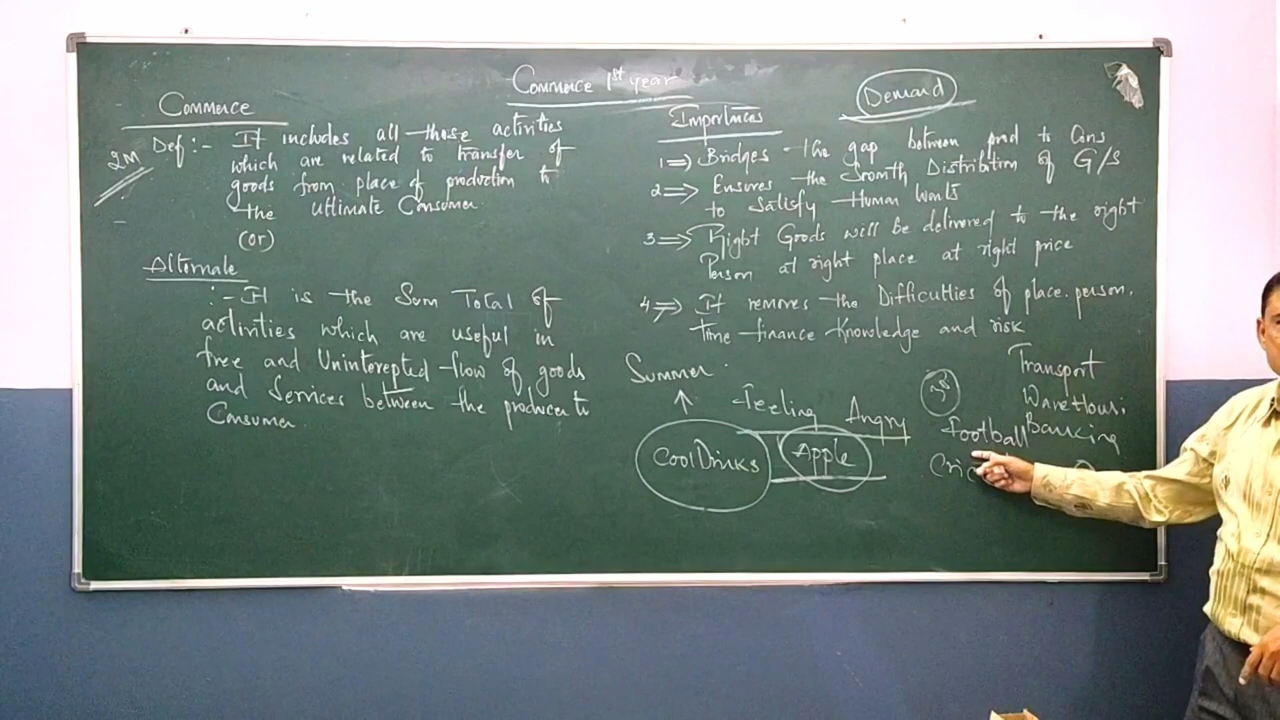 Commerce 1st year
Commerce
2M
Def :- It includes all those activities
which are related to transfer of
goods from place of production to
the ultimate Consumer
(or)
Alternate
:- It is the Sum Total of
activities which are useful in
free and Uninterepted flow of goods
and Services between the producer to
Consumer.
Demand
Importances
1 ⇒ Bridges the gap between prod to Cons
2 ⇒ Ensures the Smooth Distribution of G/s
to Satisfy Human Wants
3 ⇒ Right Goods will be delivered to the right
Person at right place at right price
4 ⇒ It removes the Difficulties of place. person.
Time finance Knowledge and risk
Summer
↑
CoolDrinks
Feeling Angry
Apple
Football
Cric
Transport
WareHousi
Banking